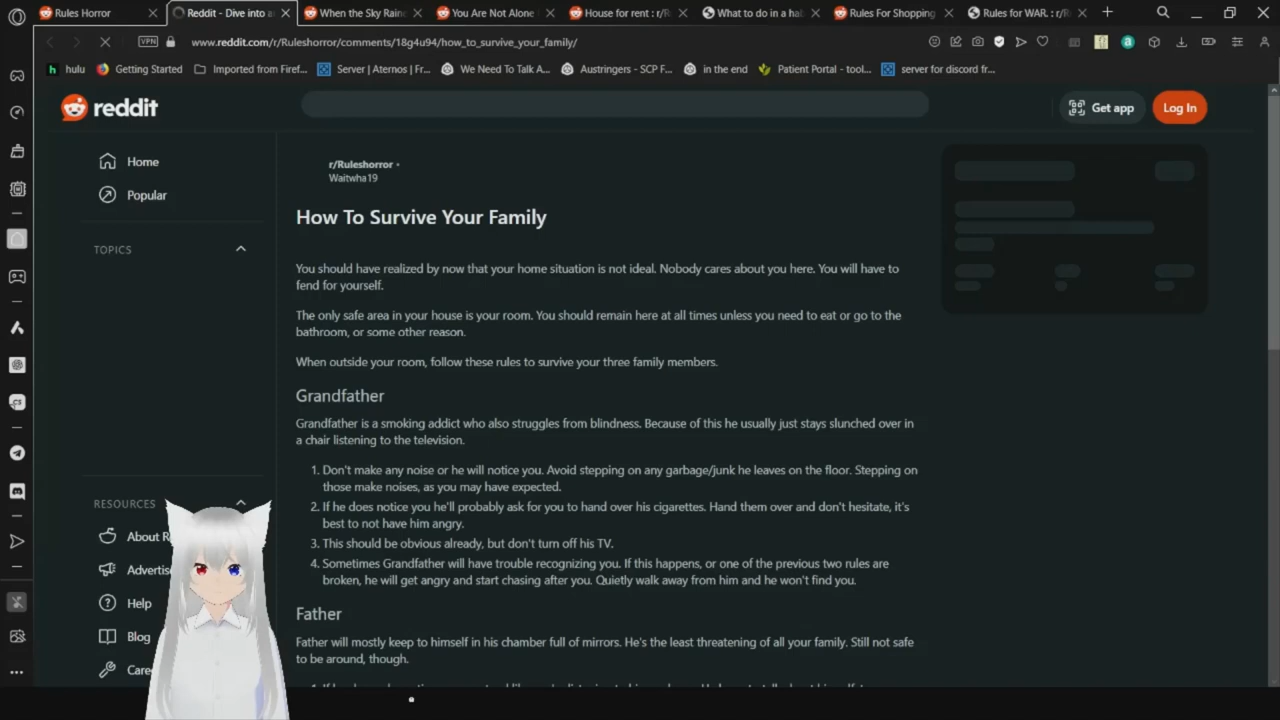 Rules Horror
Reddit - Dive into a
When the Sky Rain
You Are Not Alone
House for rent : r/
What to do in a ha
Rules For Shopping
Rules for WAR. : r/
VPN
www.reddit.com/r/Ruleshorror/comments/18g4u94/how_to_survive_your_family/
hulu
Getting Started
Imported from Firef...
Server | Aternos | Fr...
We Need To Talk A...
Austringers - SCP F...
in the end
Patient Portal - tool...
server for discord fr...
reddit
Get app
Log In
Home
Popular
TOPICS
RESOURCES
About R
Advertis
Help
Blog
Care
r/Ruleshorror •
Waitwha19
How To Survive Your Family
You should have realized by now that your home situation is not ideal. Nobody cares about you here. You will have to
fend for yourself.
The only safe area in your house is your room. You should remain here at all times unless you need to eat or go to the
bathroom, or some other reason.
When outside your room, follow these rules to survive your three family members.
Grandfather
Grandfather is a smoking addict who also struggles from blindness. Because of this he usually just stays slunched over in
a chair listening to the television.
1. Don't make any noise or he will notice you. Avoid stepping on any garbage/junk he leaves on the floor. Stepping on
those make noises, as you may have expected.
2. If he does notice you he'll probably ask for you to hand over his cigarettes. Hand them over and don't hesitate, it's
best to not have him angry.
3. This should be obvious already, but don't turn off his TV.
4. Sometimes Grandfather will have trouble recognizing you. If this happens, or one of the previous two rules are
broken, he will get angry and start chasing after you. Quietly walk away from him and he won't find you.
Father
Father will mostly keep to himself in his chamber full of mirrors. He's the least threatening of all your family. Still not safe
to be around, though.